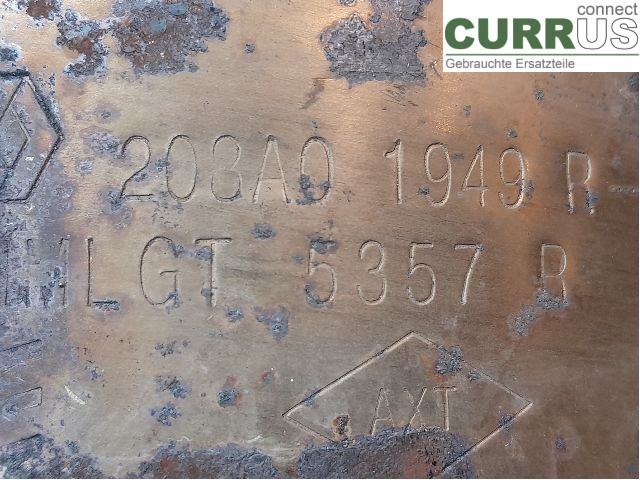 connect
CURRUS
Gebrauchte Ersatzteile
208A0 1949 R
LGT 5357 R
AXT